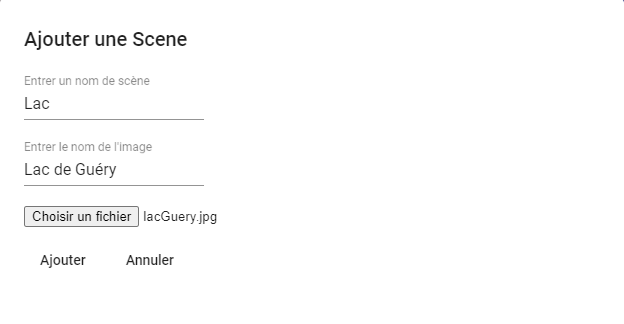 Ajouter une Scene
Entrer un nom de scène
Lac
Entrer le nom de l'image
Lac de Guéry
Choisir un fichier lacGuery.jpg
Ajouter Annuler